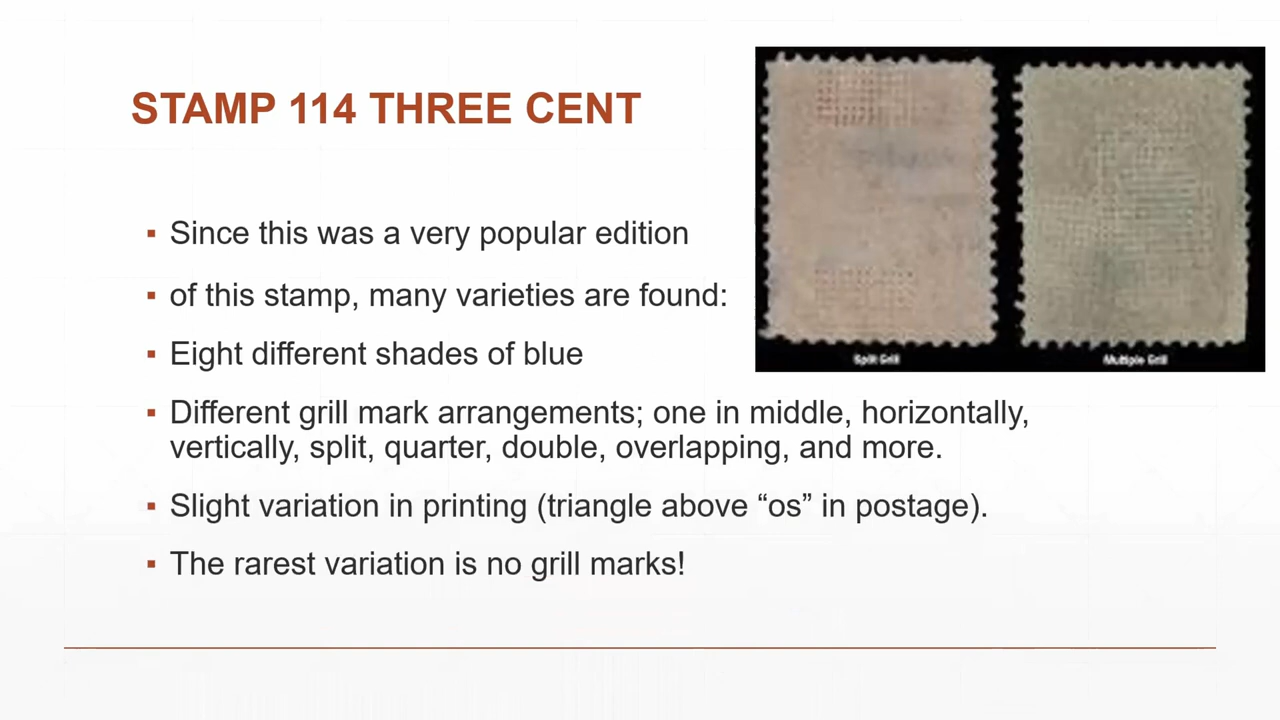 STAMP 114 THREE CENT
▪ Since this was a very popular edition
▪ of this stamp, many varieties are found:
▪ Eight different shades of blue
▪ Different grill mark arrangements; one in middle, horizontally,
vertically, split, quarter, double, overlapping, and more.
▪ Slight variation in printing (triangle above “os” in postage).
▪ The rarest variation is no grill marks!
Split Grill
Multiple Grill